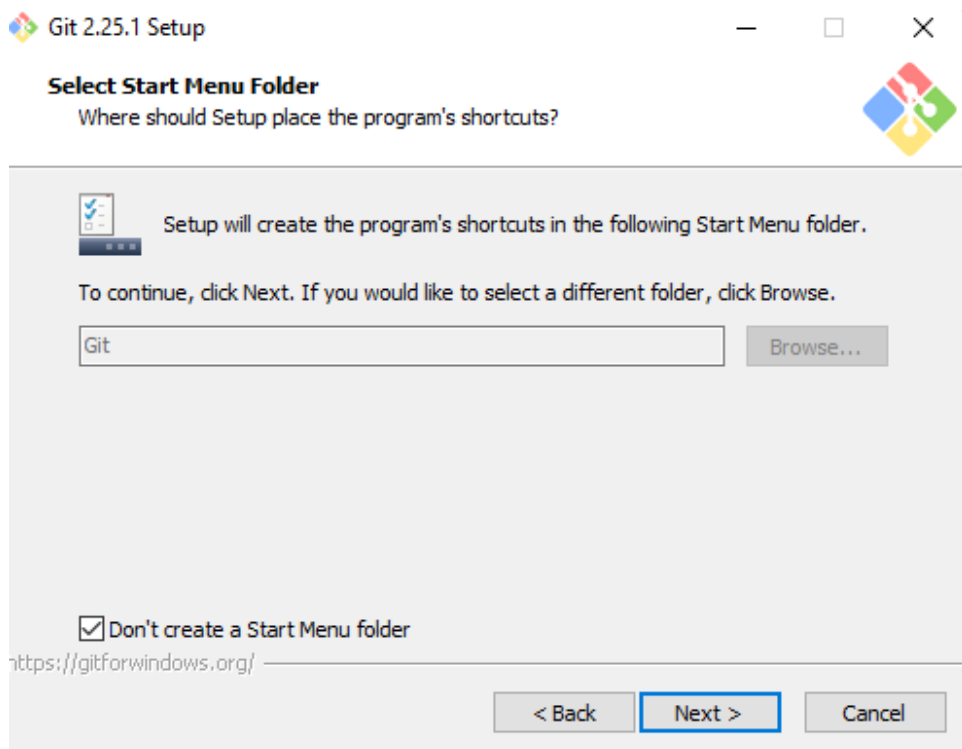 Git 2.25.1 Setup
Select Start Menu Folder
Where should Setup place the program's shortcuts?
Setup will create the program's shortcuts in the following Start Menu folder.
To continue, click Next. If you would like to select a different folder, click Browse.
Git
Browse...
Don't create a Start Menu folder
https://gitforwindows.org/
< Back
Next >
Cancel